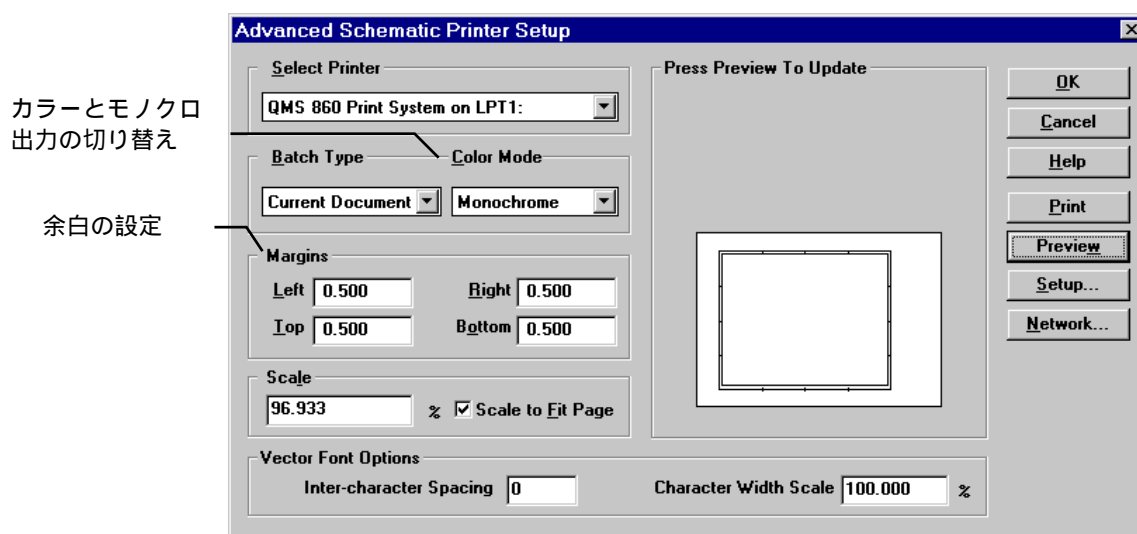 Advanced Schematic Printer Setup
カラーとモノクロ
出力の切り替え
余白の設定
Select Printer
QMS 860 Print System on LPT1:
Batch Type
Color Mode
Current Document
Monochrome
Margins
Left 0.500
Right 0.500
Top 0.500
Bottom 0.500
Scale
96.933 % Scale to Fit Page
Vector Font Options
Inter-character Spacing 0
Character Width Scale 100.000 %
Press Preview To Update
OK
Cancel
Help
Print
Preview
Setup...
Network...